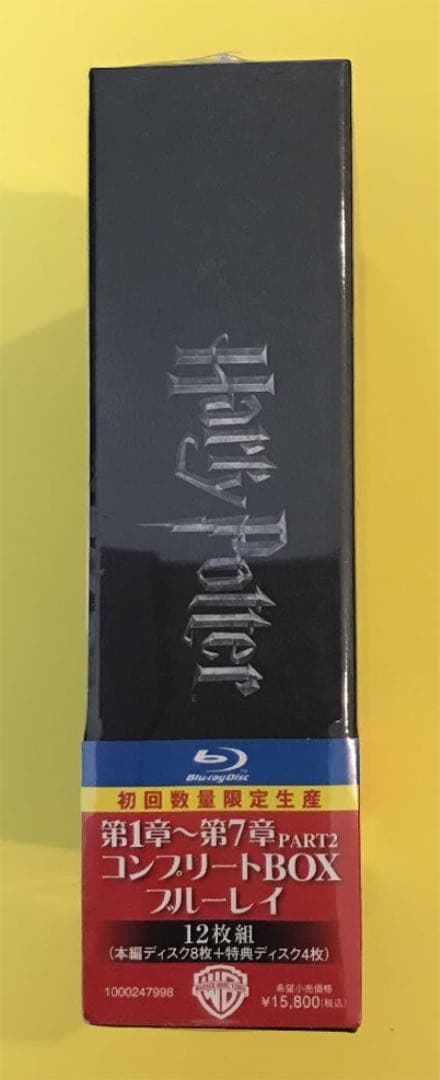 Harry Potter
Blu-ray Disc
初回数量限定生産
第1章～第7章PART2
コンプリートBOX
ブルーレイ
12枚組
(本編ディスク8枚+特典ディスク4枚)
1000247998
WARNER HOME VIDEO
希望小売価格
¥15,800(税込)